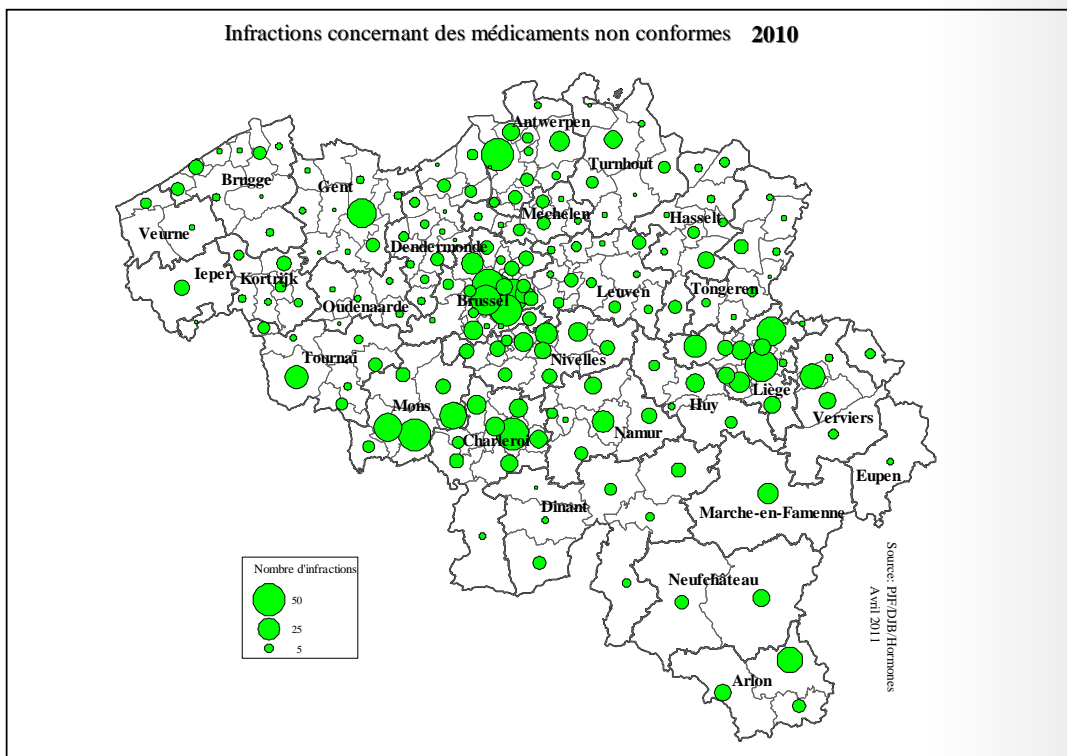 Infractions concernant des médicaments non conformes 2010
Antwerpen
Turnhout
Brugge
Gent
Mechelen
Hasselt
Veurne
Dendermonde
Ieper
Kortrijk
Leuven
Tongeren
Brussel
Oudenaarde
Tournai
Nivelles
Liège
Mons
Huy
Verviers
Namur
Charleroi
Eupen
Dinant
Marche-en-Famenne
Neufchâteau
Arlon
Nombre d'infractions
50
25
5
Source: PJF/DJB/Hormones
Avril 2011